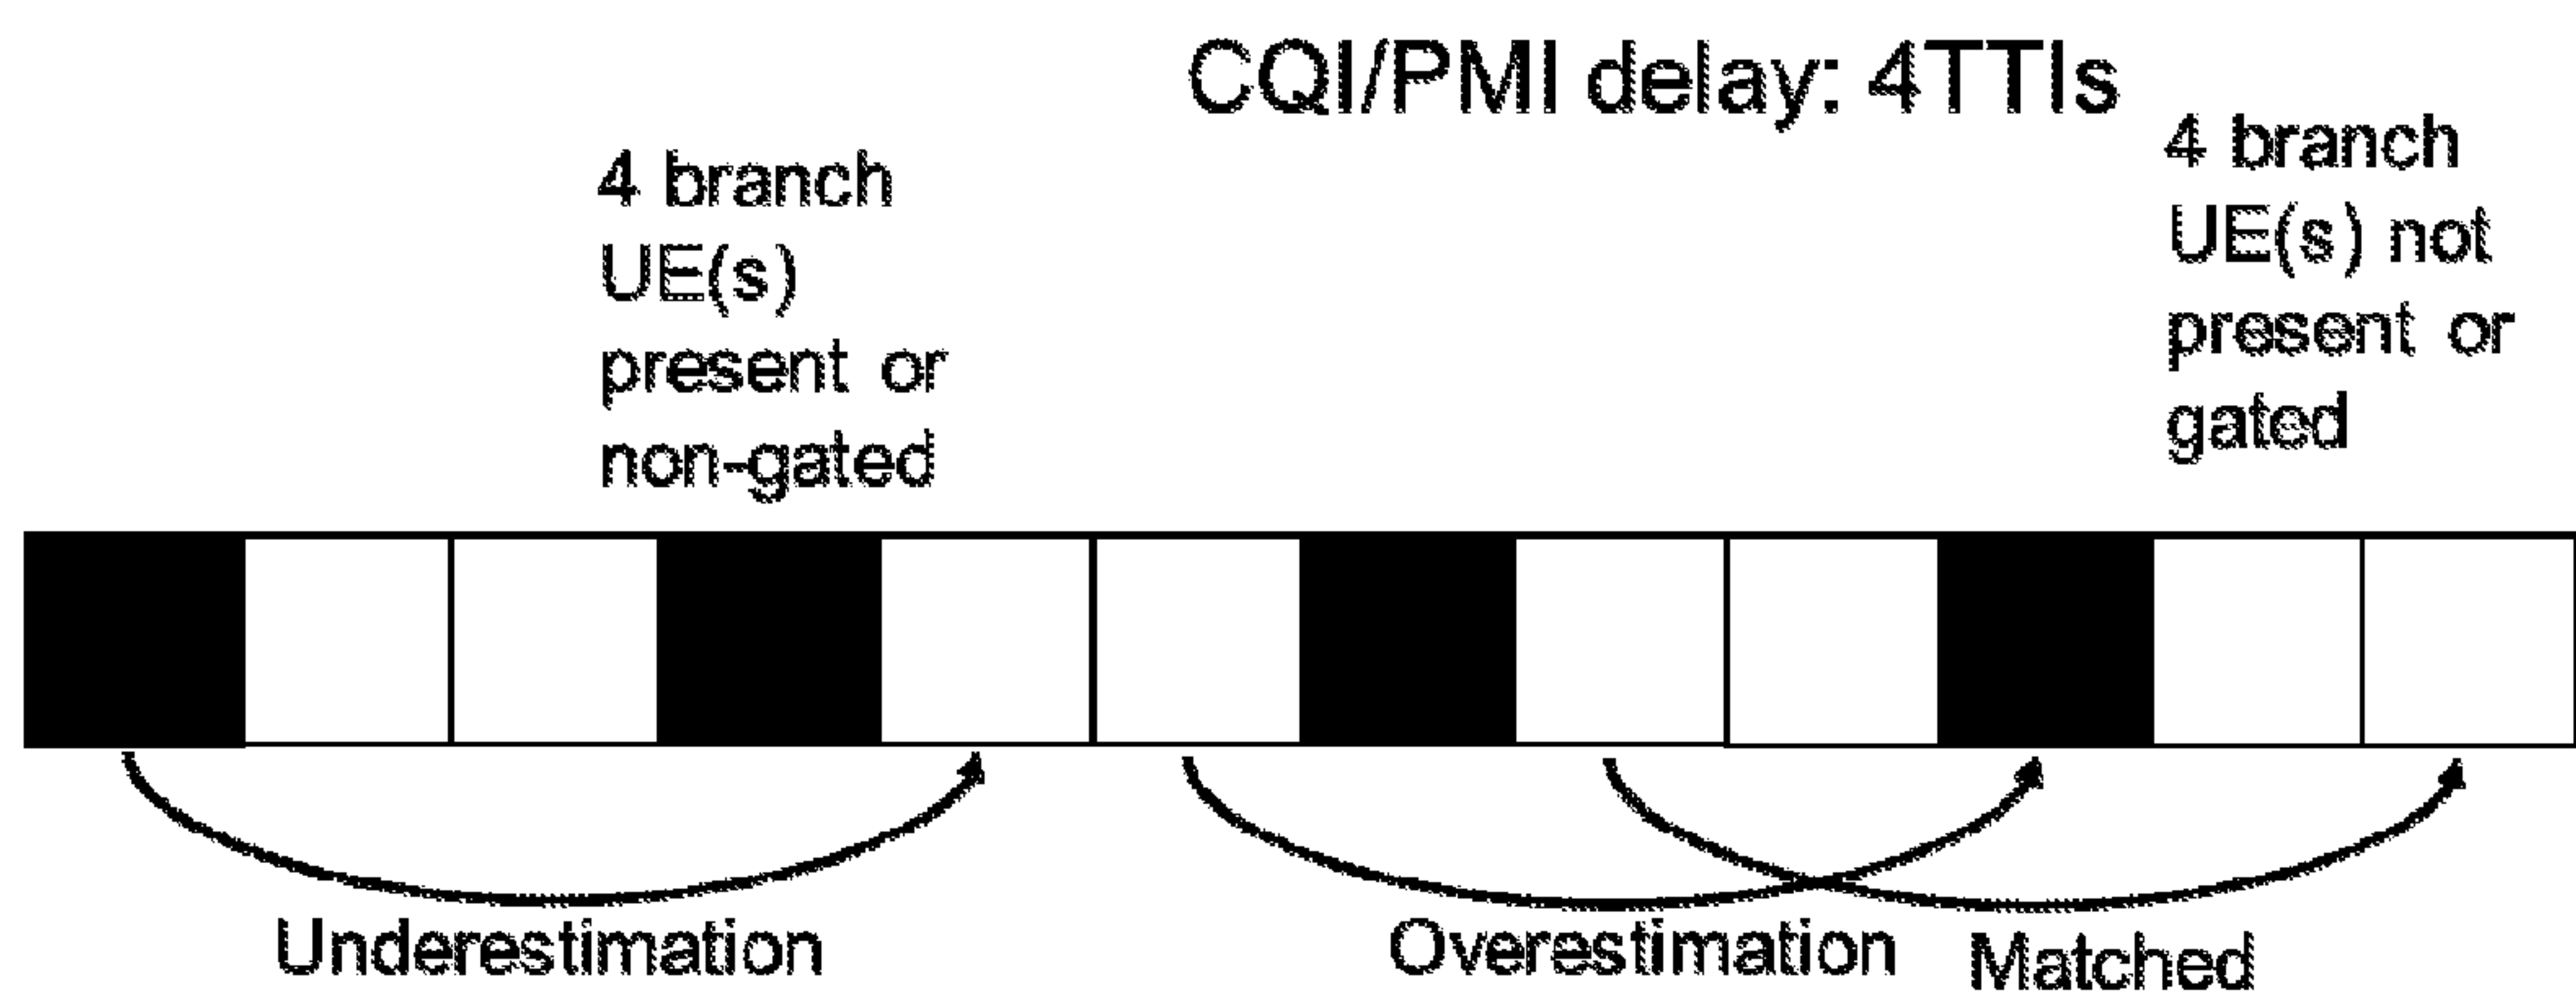 CQI/PMI delay: 4TTIs
4 branch
UE(s)
present or
non-gated
4 branch
UE(s) not
present or
gated
Underestimation
Overestimation
Matched